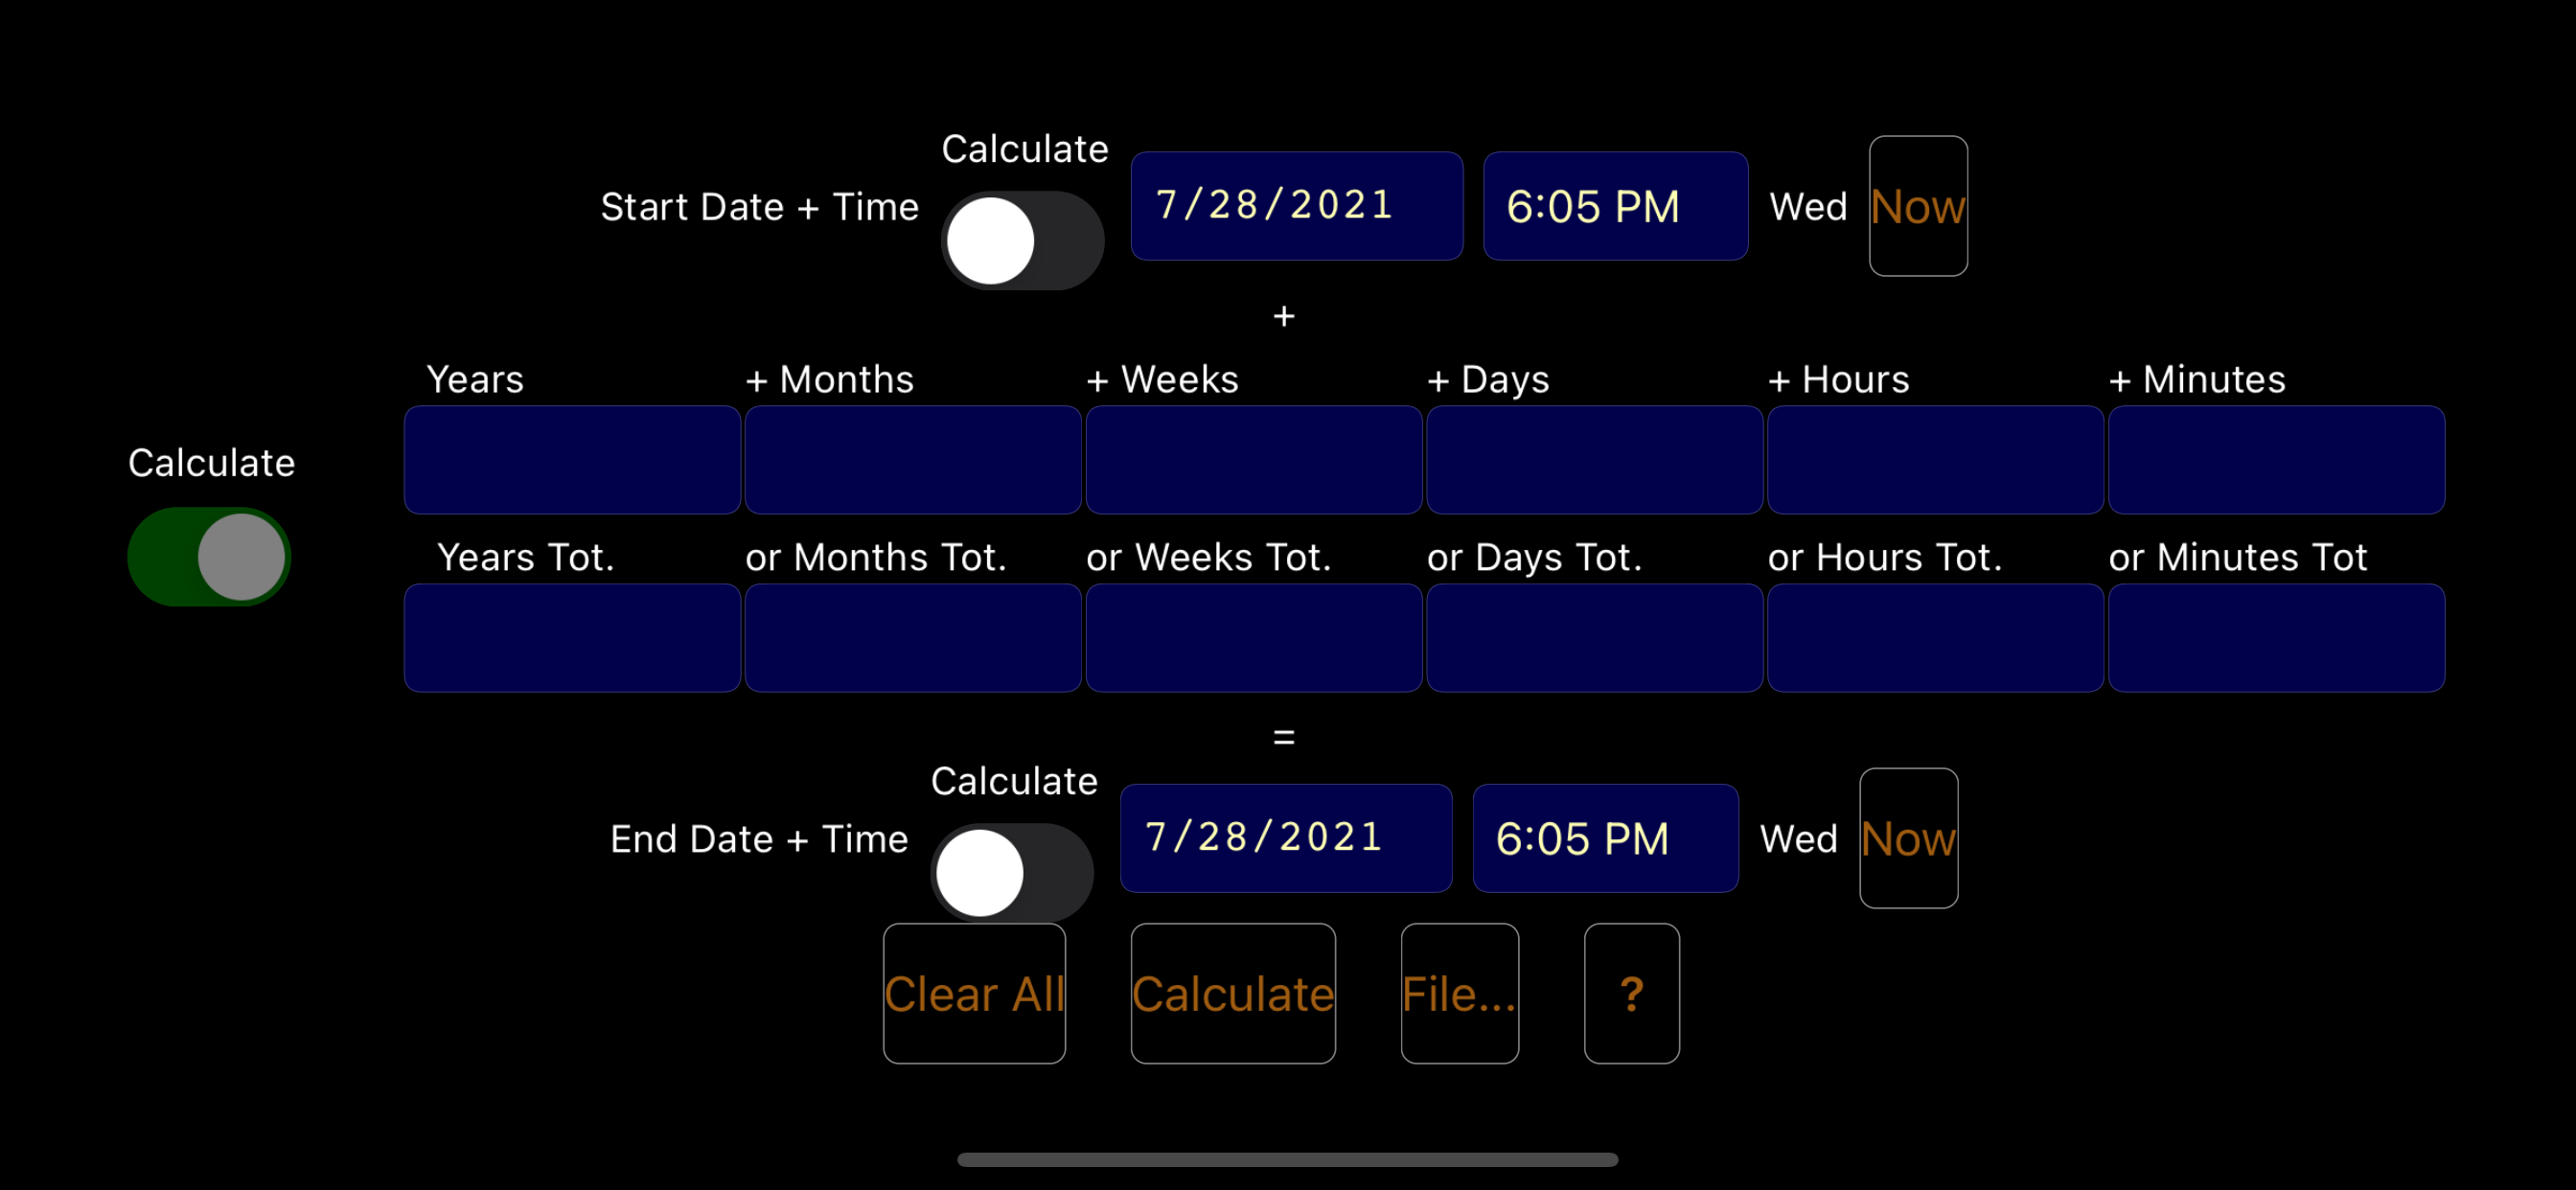 Calculate
Start Date + Time 7/28/2021 6:05 PM Wed Now
+
Years + Months + Weeks + Days + Hours + Minutes
Calculate
Years Tot. or Months Tot. or Weeks Tot. or Days Tot. or Hours Tot. or Minutes Tot
=
Calculate
End Date + Time 7/28/2021 6:05 PM Wed Now
Clear All Calculate File... ?